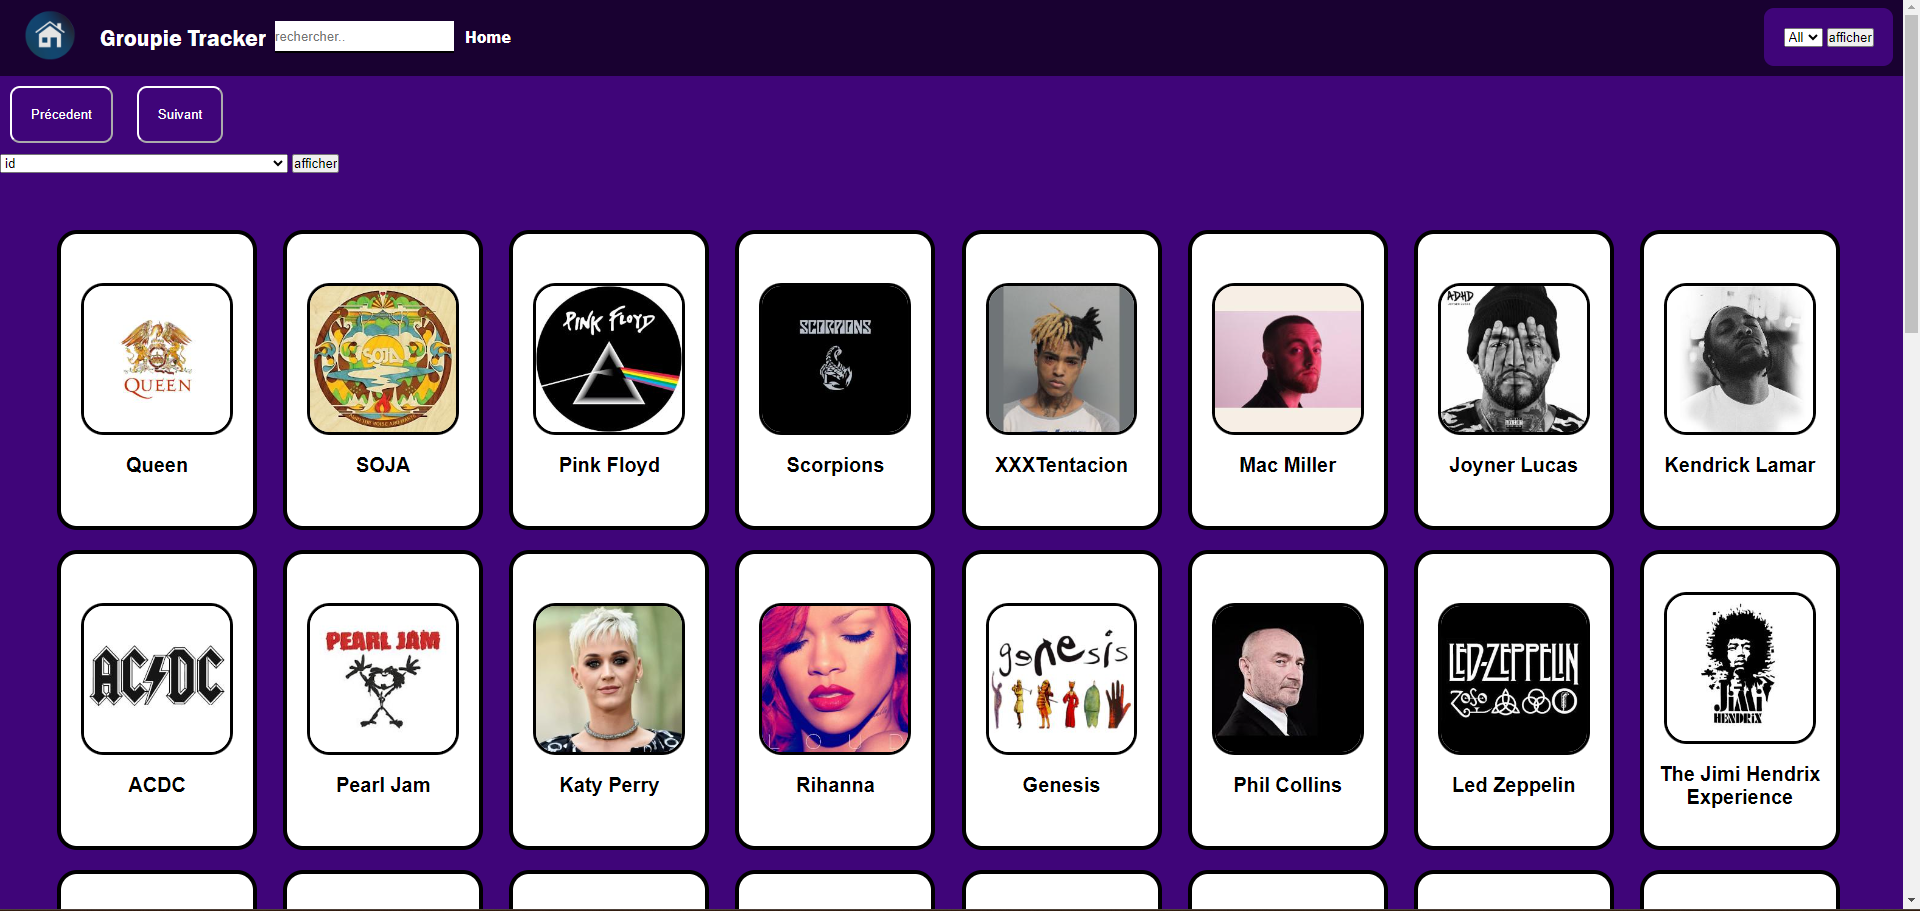 Groupie Tracker
rechercher..
Home
All
afficher
Précedent
Suivant
id
afficher
QUEEN
SOJA
PINK FLOYD
SCORPIONS
ADHD
Queen
SOJA
Pink Floyd
Scorpions
XXXTentacion
Mac Miller
Joyner Lucas
Kendrick Lamar
AC DC
PEARL JAM
LOUD
genesis
LED-ZEPPELIN
ZoSo
JIMI
HENDRIX
ACDC
Pearl Jam
Katy Perry
Rihanna
Genesis
Phil Collins
Led Zeppelin
The Jimi Hendrix
Experience